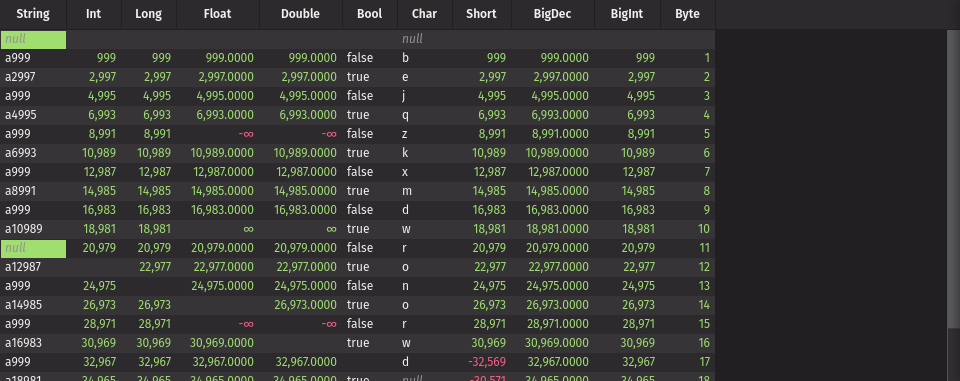 String Int Long Float Double Bool Char Short BigDec BigInt Byte
null null
a999 999 999 999.0000 999.0000 false b 999 999.0000 999 1
a2997 2,997 2,997 2,997.0000 2,997.0000 true e 2,997 2,997.0000 2,997 2
a999 4,995 4,995 4,995.0000 4,995.0000 false j 4,995 4,995.0000 4,995 3
a4995 6,993 6,993 6,993.0000 6,993.0000 true q 6,993 6,993.0000 6,993 4
a999 8,991 8,991 -∞ -∞ false z 8,991 8,991.0000 8,991 5
a6993 10,989 10,989 10,989.0000 10,989.0000 true k 10,989 10,989.0000 10,989 6
a999 12,987 12,987 12,987.0000 12,987.0000 false x 12,987 12,987.0000 12,987 7
a8991 14,985 14,985 14,985.0000 14,985.0000 true m 14,985 14,985.0000 14,985 8
a999 16,983 16,983 16,983.0000 16,983.0000 false d 16,983 16,983.0000 16,983 9
a10989 18,981 18,981 ∞ ∞ true w 18,981 18,981.0000 18,981 10
null 20,979 20,979 20,979.0000 20,979.0000 false r 20,979 20,979.0000 20,979 11
a12987 22,977 22,977.0000 22,977.0000 true o 22,977 22,977.0000 22,977 12
a999 24,975 24,975.0000 24,975.0000 false n 24,975 24,975.0000 24,975 13
a14985 26,973 26,973 26,973.0000 true o 26,973 26,973.0000 26,973 14
a999 28,971 28,971 -∞ -∞ false r 28,971 28,971.0000 28,971 15
a16983 30,969 30,969 30,969.0000 true w 30,969 30,969.0000 30,969 16
a999 32,967 32,967 32,967.0000 32,967.0000 d -32,569 32,967.0000 32,967 17
a18981 34,965 34,965 34,965.0000 34,965.0000 true null -30,571 34,965.0000 34,965 18